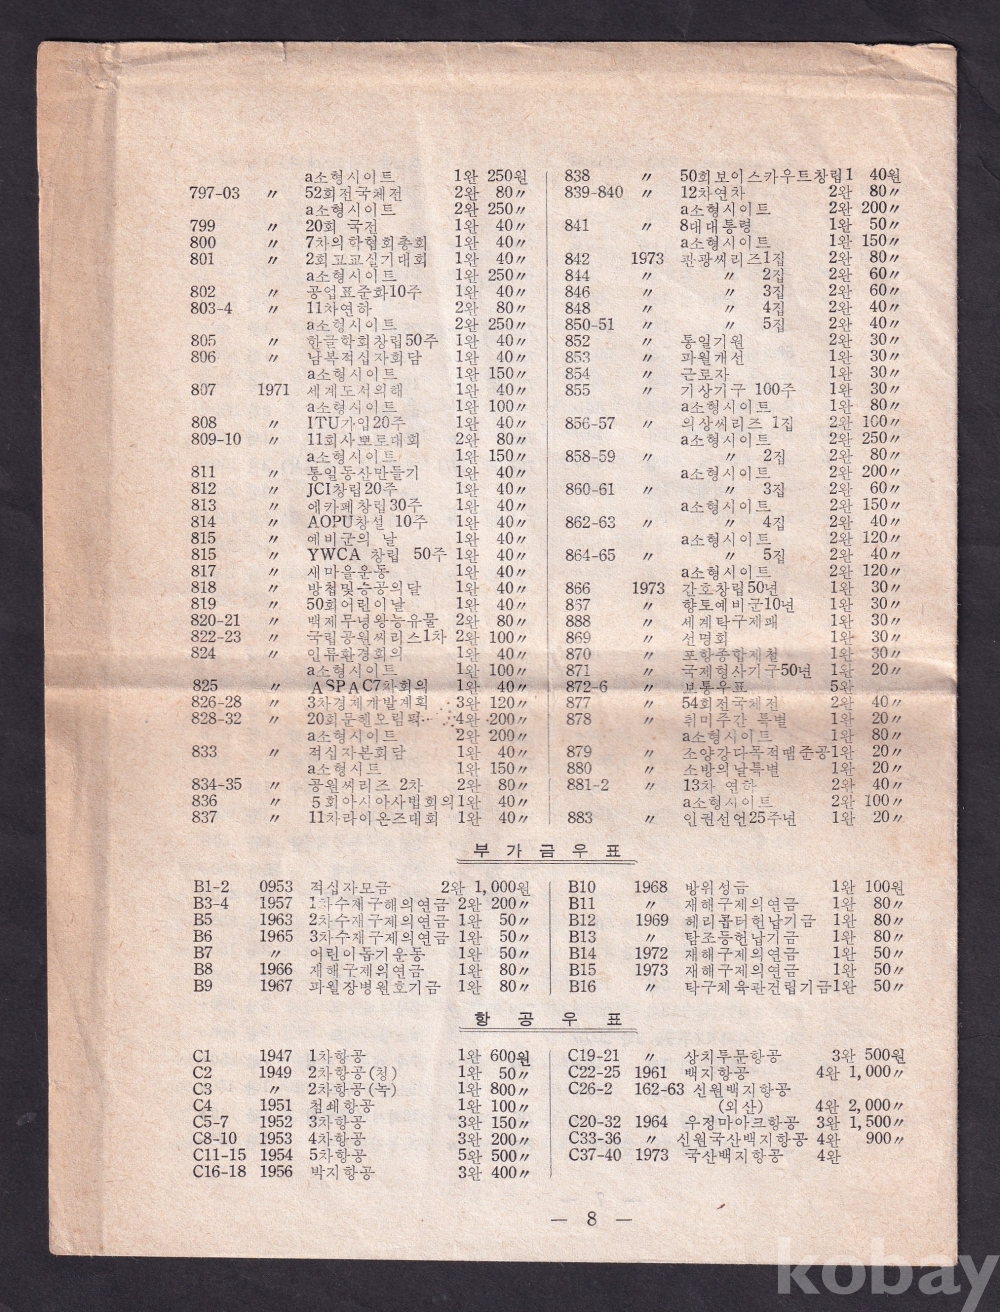 a소형시이트 1완 250원
797-03 〃 52회전국체전 2완 80〃
a소형시이트 2완 250〃
799 〃 20회 국전 1완 40〃
800 〃 7차의학협회총회 1완 40〃
801 〃 2회고교실기대회 1완 40〃
a소형시이트 1완 250〃
802 〃 공업표준화10주 1완 40〃
803-4 〃 11차연하 2완 80〃
a소형시이트 2완 250〃
805 〃 한글학회창립50주 1완 40〃
806 〃 남북적십자회담 1완 40〃
a소형시이트 1완 150〃
807 1971 세계도서의해 1완 40〃
a소형시이트 1완 100〃
808 〃 ITU가입20주 1완 40〃
809-10 〃 11회사뽀로대회 2완 80〃
a소형시이트 1완 150〃
811 〃 통일동산만들기 1완 40〃
812 〃 JCI창립20주 1완 40〃
813 〃 에카페창립30주 1완 40〃
814 〃 AOPU창설 10주 1완 40〃
815 〃 예비군의 날 1완 40〃
815 〃 YWCA 창립 50주 1완 40〃
817 〃 새마을운동 1완 40〃
818 〃 방첩및승공의달 1완 40〃
819 〃 50회어린이날 1완 40〃
820-21 〃 백제무녕왕능유물 2완 80〃
822-23 〃 국립공원씨리스1차 2완 100〃
824 〃 인류환경회의 1완 40〃
a소형시이트 1완 100〃
825 〃 ASPAC7차회의 1완 40〃
826-28 〃 3차경제개발계획 3완 120〃
828-32 〃 20회문헨오림픽 4완 200〃
a소형시이트 2완 200〃
833 〃 적십자본회담 1완 40〃
a소형시트 1완 150〃
834-35 〃 공원씨리즈 2차 2완 80〃
836 〃 5회아시아사법회의1완 40〃
837 〃 11차라이온즈대회 1완 40〃
838 〃 50회보이스카우트창립1 40원
839-840 〃 12차연차 2완 80〃
a소형시이트 2완 200〃
841 〃 8대대통령 1완 50〃
a소형시이트 1완 150〃
842 1973 관광씨리즈1집 2완 80〃
844 〃 〃 2집 2완 60〃
846 〃 〃 3집 2완 60〃
848 〃 〃 4집 2완 40〃
850-51 〃 〃 5집 2완 40〃
852 〃 통일기원 2완 30〃
853 〃 파월개선 1완 30〃
854 〃 근로자 1완 30〃
855 〃 기상기구 100주 1완 30〃
a소형시이트 1완 80〃
856-57 〃 의상씨리즈 1집 2완 100〃
a소형시이트 2완 250〃
858-59 〃 〃 2집 2완 80〃
a소형시이트 2완 200〃
860-61 〃 〃 3집 2완 60〃
a소형시이트 2완 150〃
862-63 〃 〃 4집 2완 40〃
a소형시이트 2완 120〃
864-65 〃 〃 5집 2완 40〃
a소형시이트 2완 120〃
866 1973 간호창립50년 1완 30〃
867 〃 향토예비군10년 1완 30〃
888 〃 세계탁구제패 1완 30〃
869 〃 선명회 1완 30〃
870 〃 포항종합제철 1완 30〃
871 〃 국제형사기구50년 1완 20〃
872-6 〃 보통우표 5완
877 〃 54회전국체전 2완 40〃
878 〃 취미주간 특별 1완 20〃
a소형시이트 1완 80〃
879 〃 소양강다목적땜준공1완 20〃
880 〃 소방의날특별 1완 20〃
881-2 〃 13차 연하 2완 40〃
a소형시이트 2완 100〃
883 〃 인권선언25주년 1완 20〃
부가금우표
B1-2 0953 적십자모금 2완 1,000원
B3-4 1957 1차수재구해의연금 2완 200〃
B5 1963 2차수재구제의연금 1완 50〃
B6 1965 3차수재구제의연금 1완 50〃
B7 〃 어린이돕기운동 1완 50〃
B8 1966 재해구제의연금 1완 80〃
B9 1967 파월장병원호기금 1완 80〃
B10 1968 방위성금 1완 100원
B11 〃 재해구제의연금 1완 80〃
B12 1969 헤리콥터헌납기금 1완 80〃
B13 〃 탐조등헌납기금 1완 80〃
B14 1972 재해구제의연금 1완 50〃
B15 1973 재해구제의연금 1완 50〃
B16 〃 탁구체육관건립기금1완 50〃
항공우표
C1 1947 1차항공 1완 600원
C2 1949 2차항공(청) 1완 50〃
C3 〃 2차항공(녹) 1완 800〃
C4 1951 첨쇄항공 1완 100〃
C5-7 1952 3차항공 3완 150〃
C8-10 1953 4차항공 3완 200〃
C11-15 1954 5차항공 5완 500〃
C16-18 1956 박지항공 3완 400〃
C19-21 〃 상치투문항공 3완 500원
C22-25 1961 백지항공 4완 1,000〃
C26-2 162-63 신원백지항공
(외산) 4완 2,000〃
C20-32 1964 우정마아크항공 3완 1,500〃
C33-36 〃 신원국산백지항공 4완 900〃
C37-40 1973 국산백지항공 4완
— 8 —
kobay